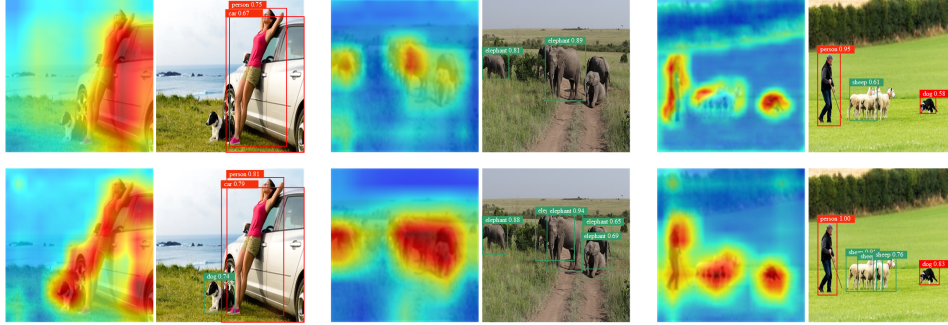 person 0.75
car 0.67
elephant 0.81
elephant 0.89
person 0.95
sheep 0.61
dog 0.58
person 0.81
car 0.79
dog 0.74
elephant 0.88
elephant 0.94
elephant 0.65
elephant 0.69
person 1.00
sheep 0.76
dog 0.83